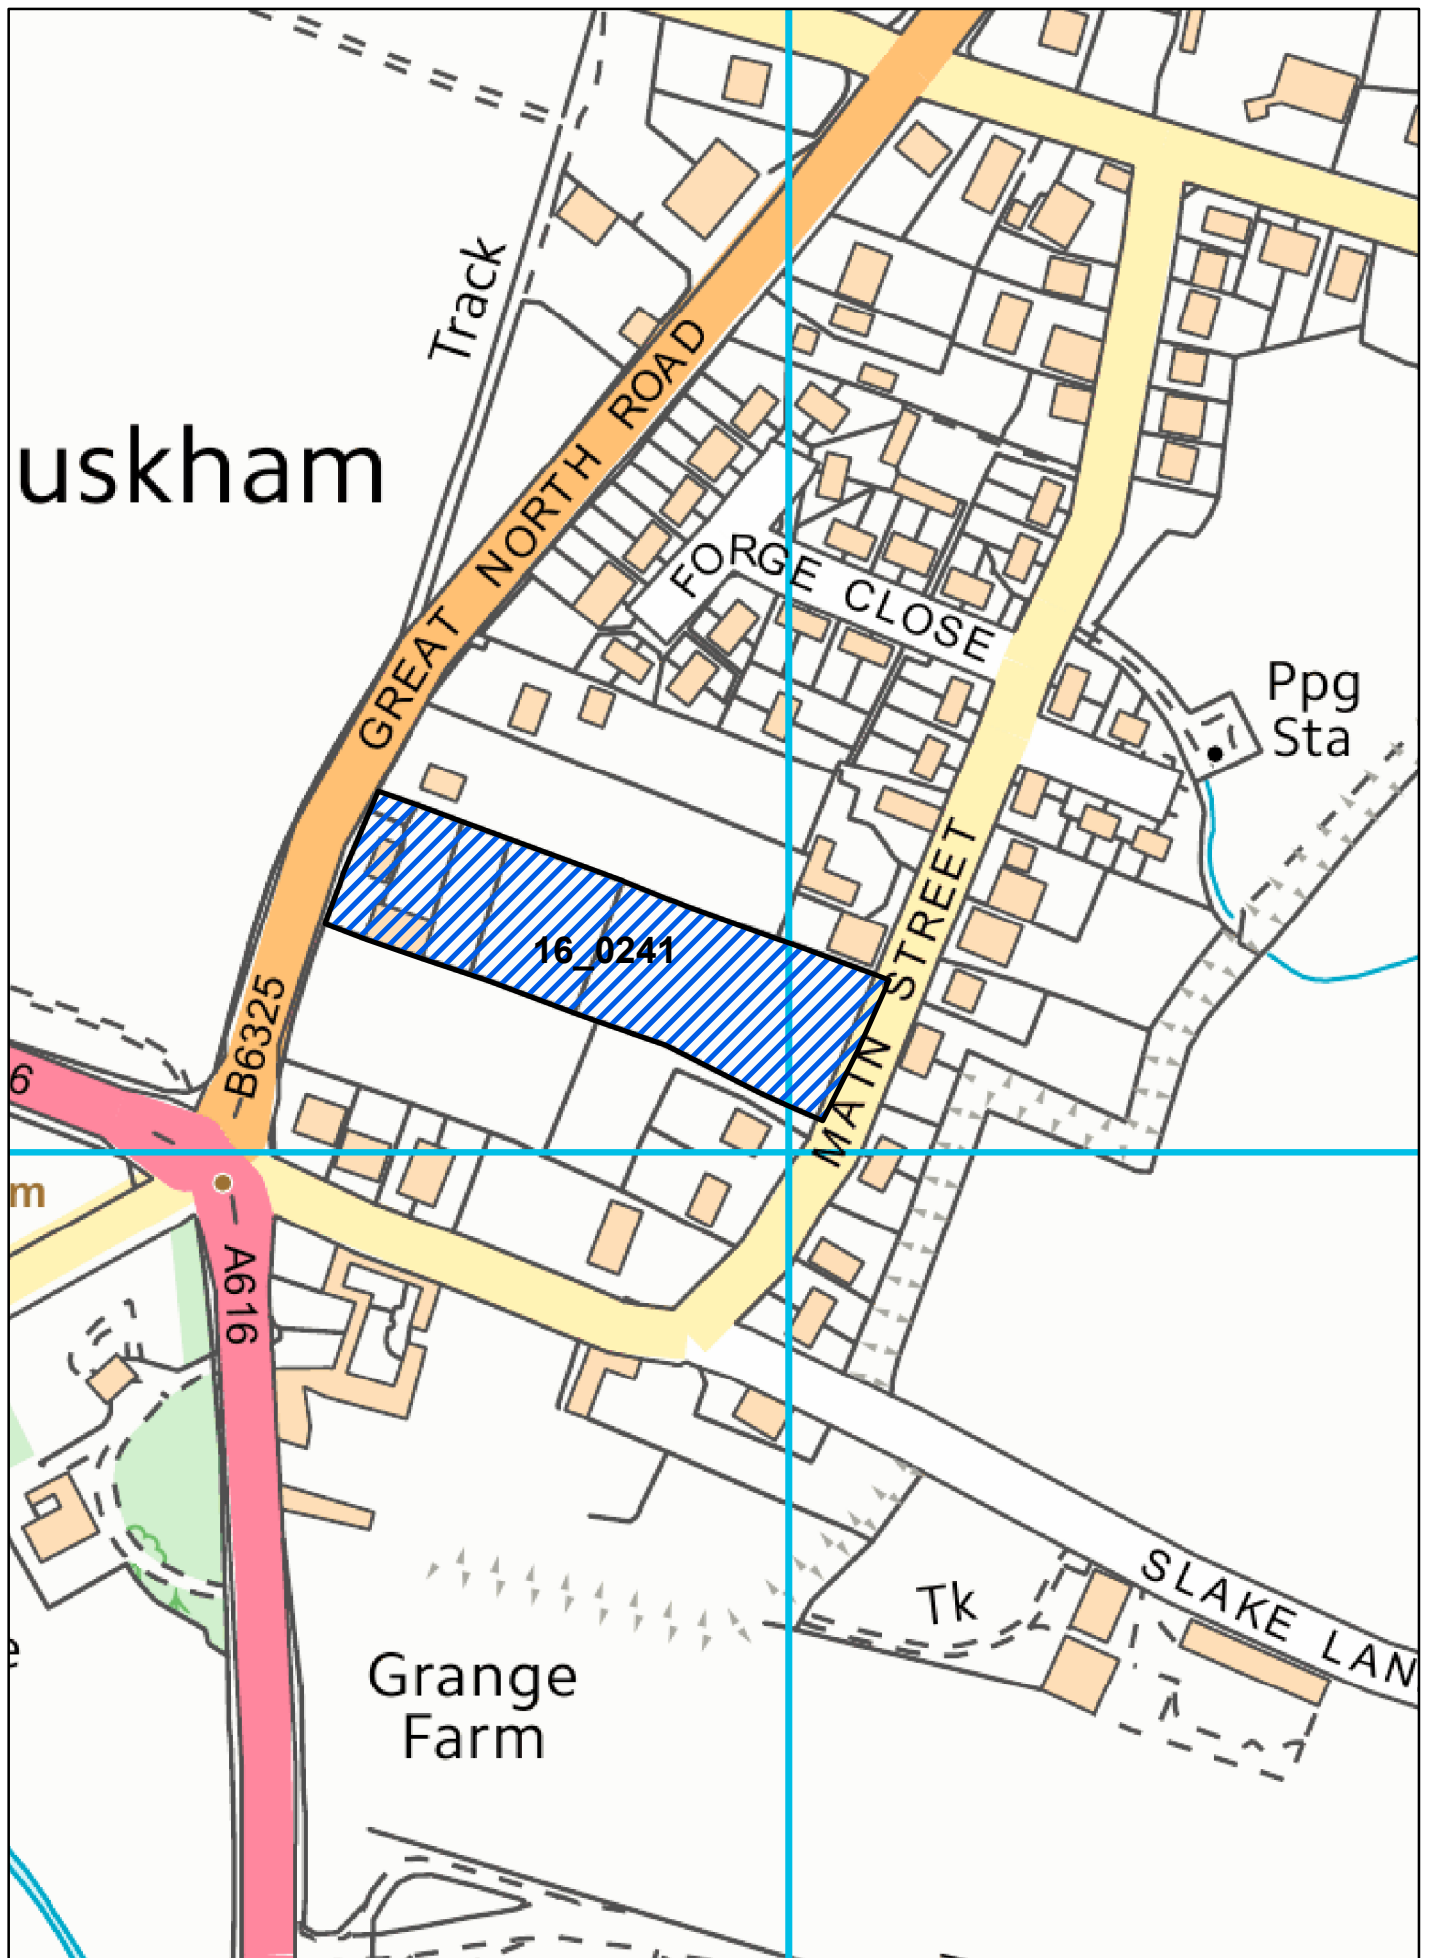 Track
uskham
GREAT NORTH ROAD
FORGE CLOSE
Ppg
Sta
16_0241
MAIN STREET
B6325
6
m
A616
SLAKE LAN
Tk
e
Grange
Farm